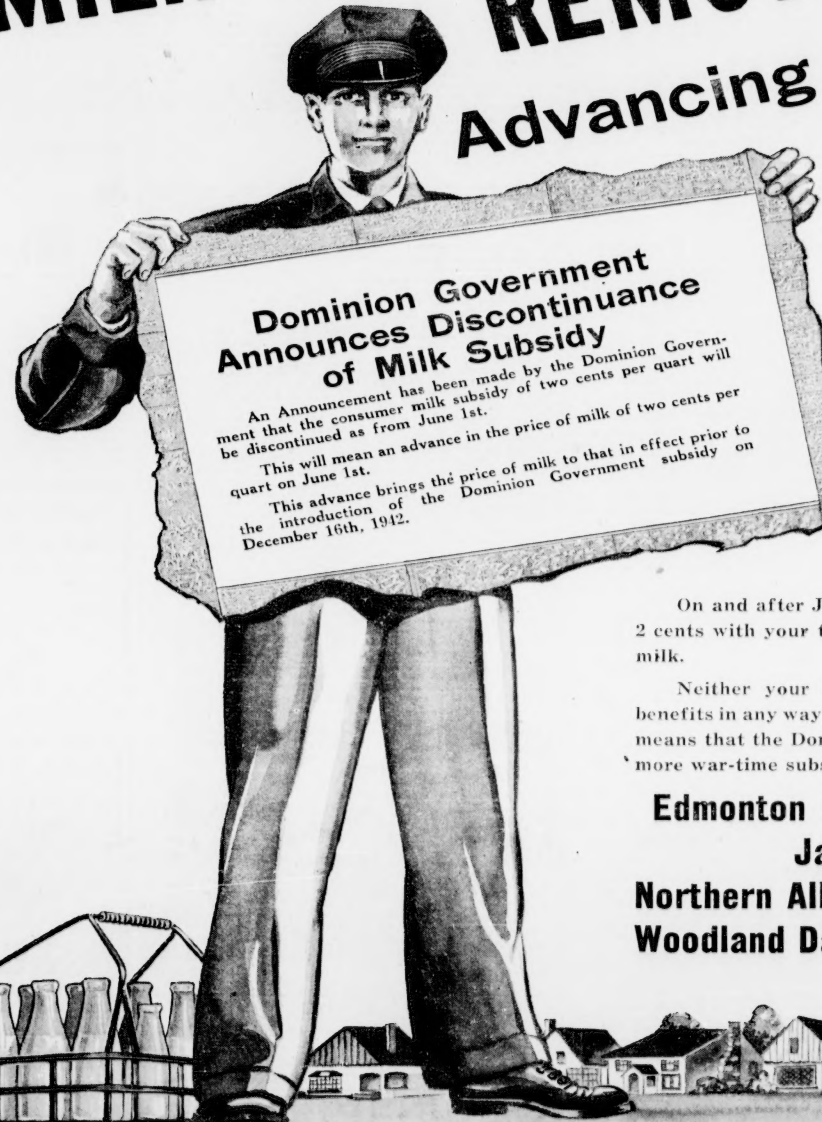 Advancing
Dominion Government
Announces Discontinuance
of Milk Subsidy
An Announcement has been made by the Dominion Govern-
ment that the consumer milk subsidy of two cents per quart will
be discontinued as from June 1st.
This will mean an advance in the price of milk of two cents per
quart on June 1st.
This advance brings the price of milk to that in effect prior to
the introduction of the Dominion Government subsidy on
December 16th, 1942.
On and after J
2 cents with your
milk.
Neither your
benefits in any way
means that the Dom
more war-time subs
Edmonton
Ja
Northern Al
Woodland Da